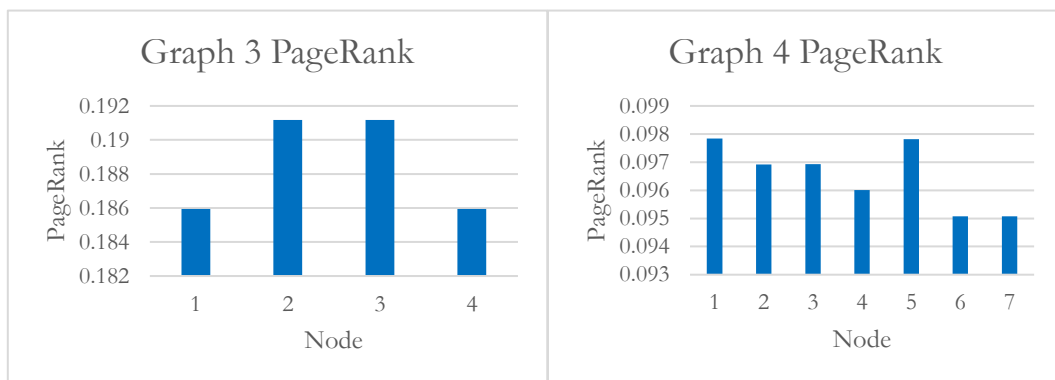 Graph 3 PageRank
0.192
0.19
0.188
0.186
0.184
0.182
PageRank
1 2 3 4
Node
Graph 4 PageRank
0.099
0.098
0.097
0.096
0.095
0.094
0.093
PageRank
1 2 3 4 5 6 7
Node